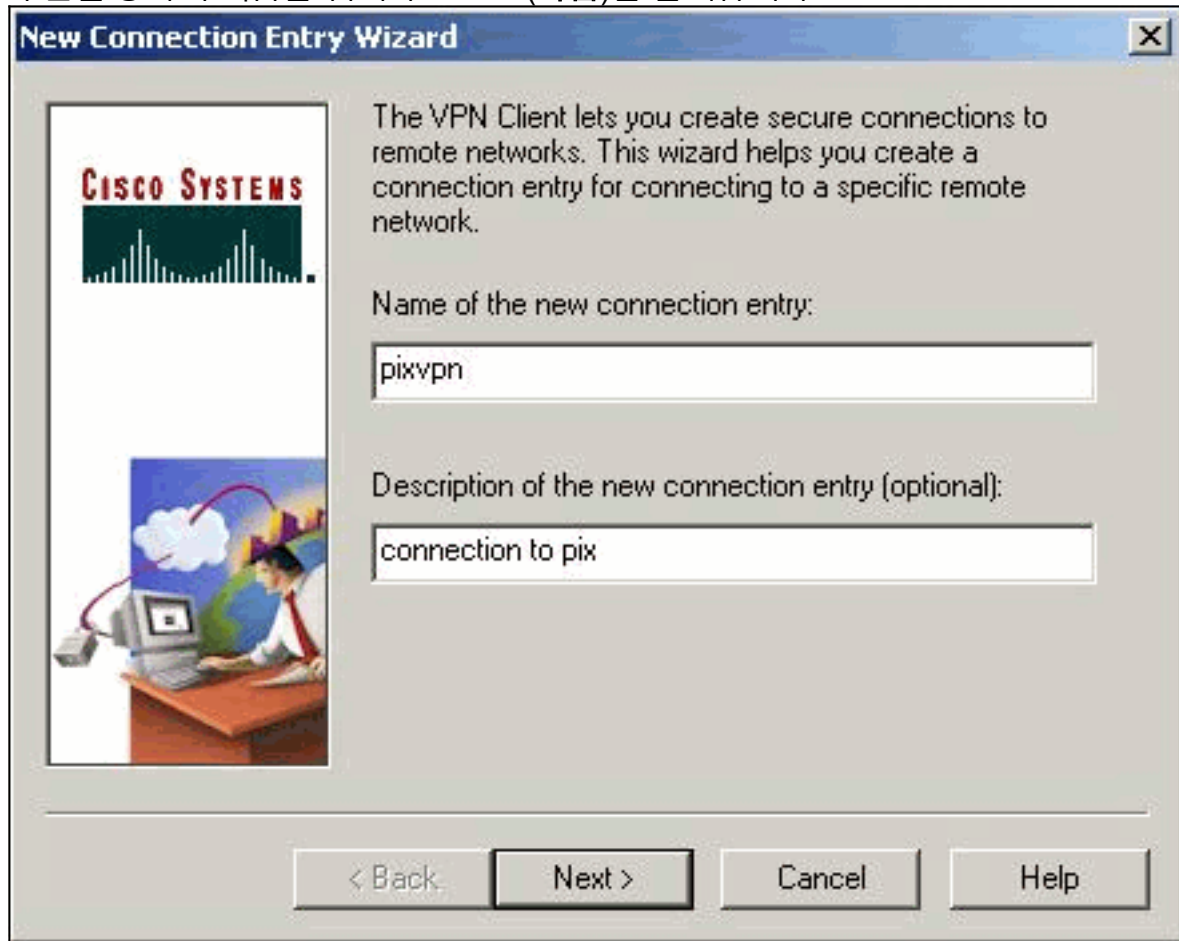 New Connection Entry Wizard
CISCO SYSTEMS
The VPN Client lets you create secure connections to
remote networks. This wizard helps you create a
connection entry for connecting to a specific remote
network.
Name of the new connection entry:
pixvpn
Description of the new connection entry (optional):
connection to pix
< Back
Next >
Cancel
Help